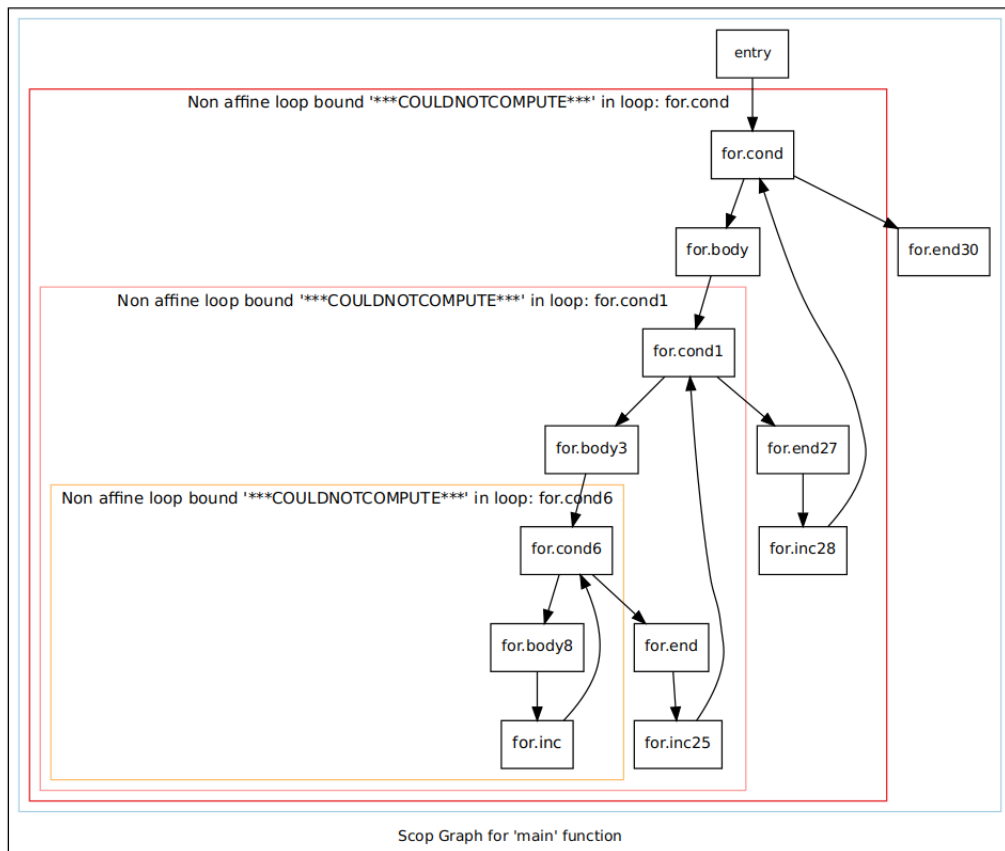 entry
Non affine loop bound '***COULDNOTCOMPUTE***' in loop: for.cond
for.cond
for.body
for.end30
Non affine loop bound '***COULDNOTCOMPUTE***' in loop: for.cond1
for.cond1
for.body3
for.end27
Non affine loop bound '***COULDNOTCOMPUTE***' in loop: for.cond6
for.cond6
for.inc28
for.body8
for.end
for.inc
for.inc25
Scop Graph for 'main' function